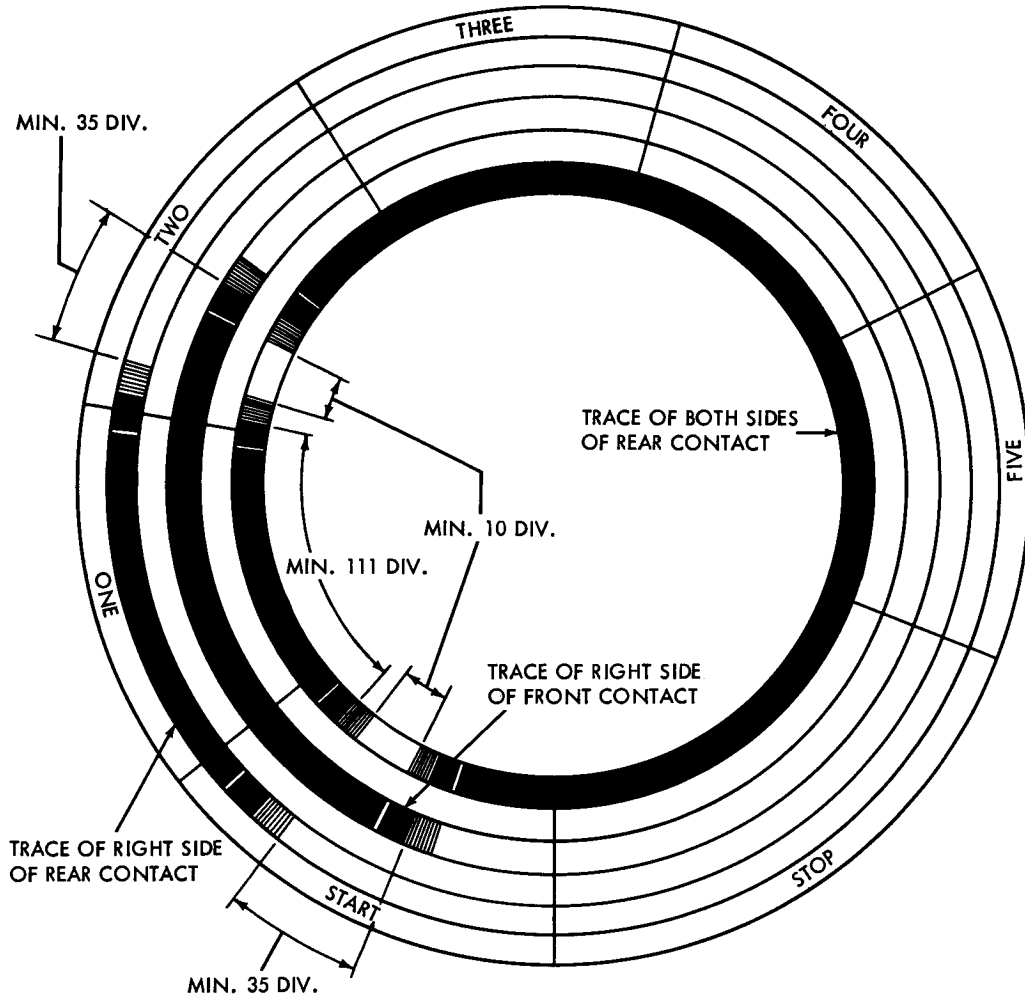 THREE
FOUR
MIN. 35 DIV.
TWO
TRACE OF BOTH SIDES
OF REAR CONTACT
FIVE
MIN. 10 DIV.
MIN. 111 DIV.
ONE
TRACE OF RIGHT SIDE
OF FRONT CONTACT
TRACE OF RIGHT SIDE
OF REAR CONTACT
START
STOP
MIN. 35 DIV.